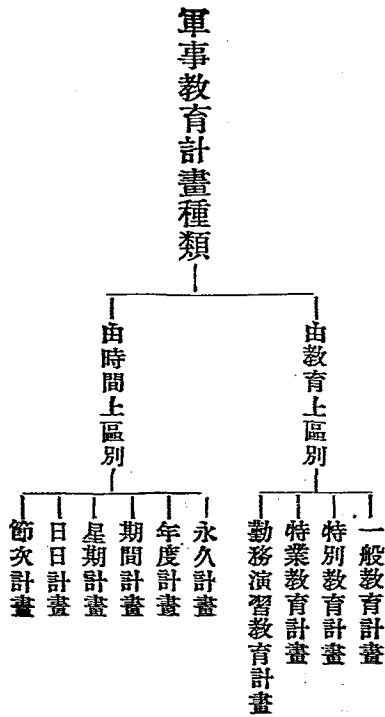 軍事教育計畫種類
由教育上區別
一般教育計畫
特別教育計畫
特業教育計畫
勤務演習教育計畫
由時間上區別
永久計畫
年度計畫
期間計畫
星期計畫
日日計畫
節次計畫